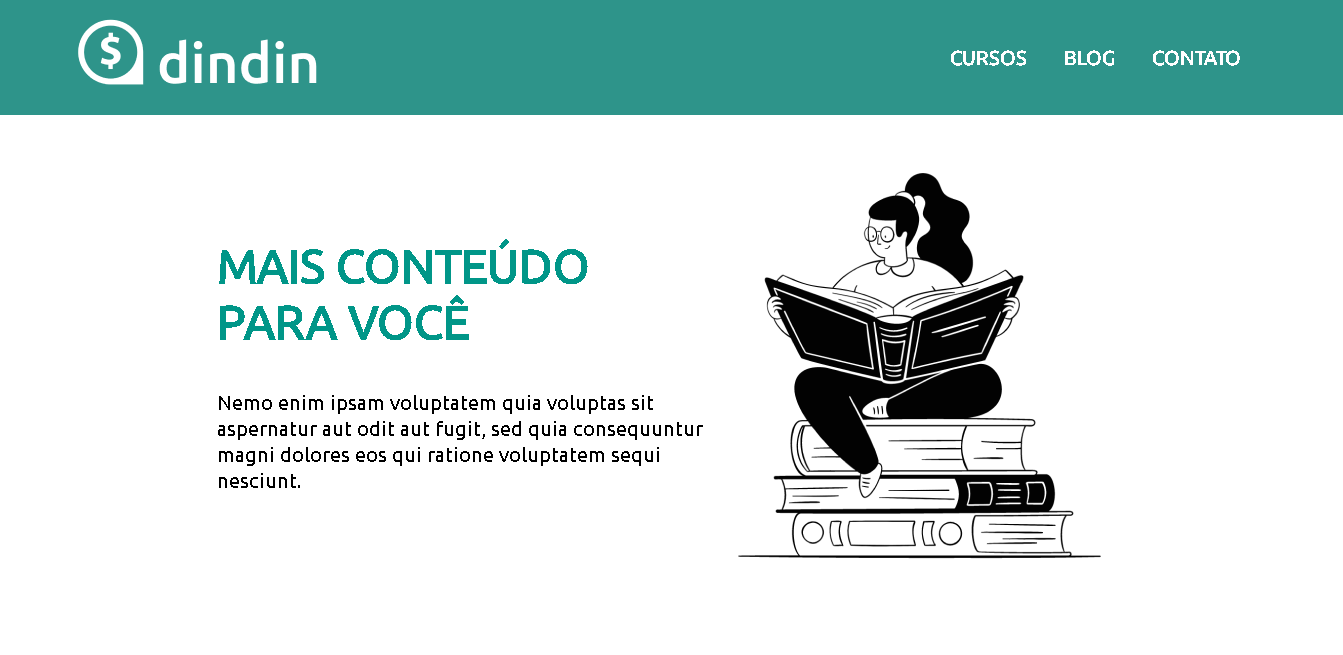 $ dindin
CURSOS BLOG CONTATO
MAIS CONTEÚDO
PARA VOCÊ
Nemo enim ipsam voluptatem quia voluptas sit
aspernatur aut odit aut fugit, sed quia consequuntur
magni dolores eos qui ratione voluptatem sequi
nesciunt.